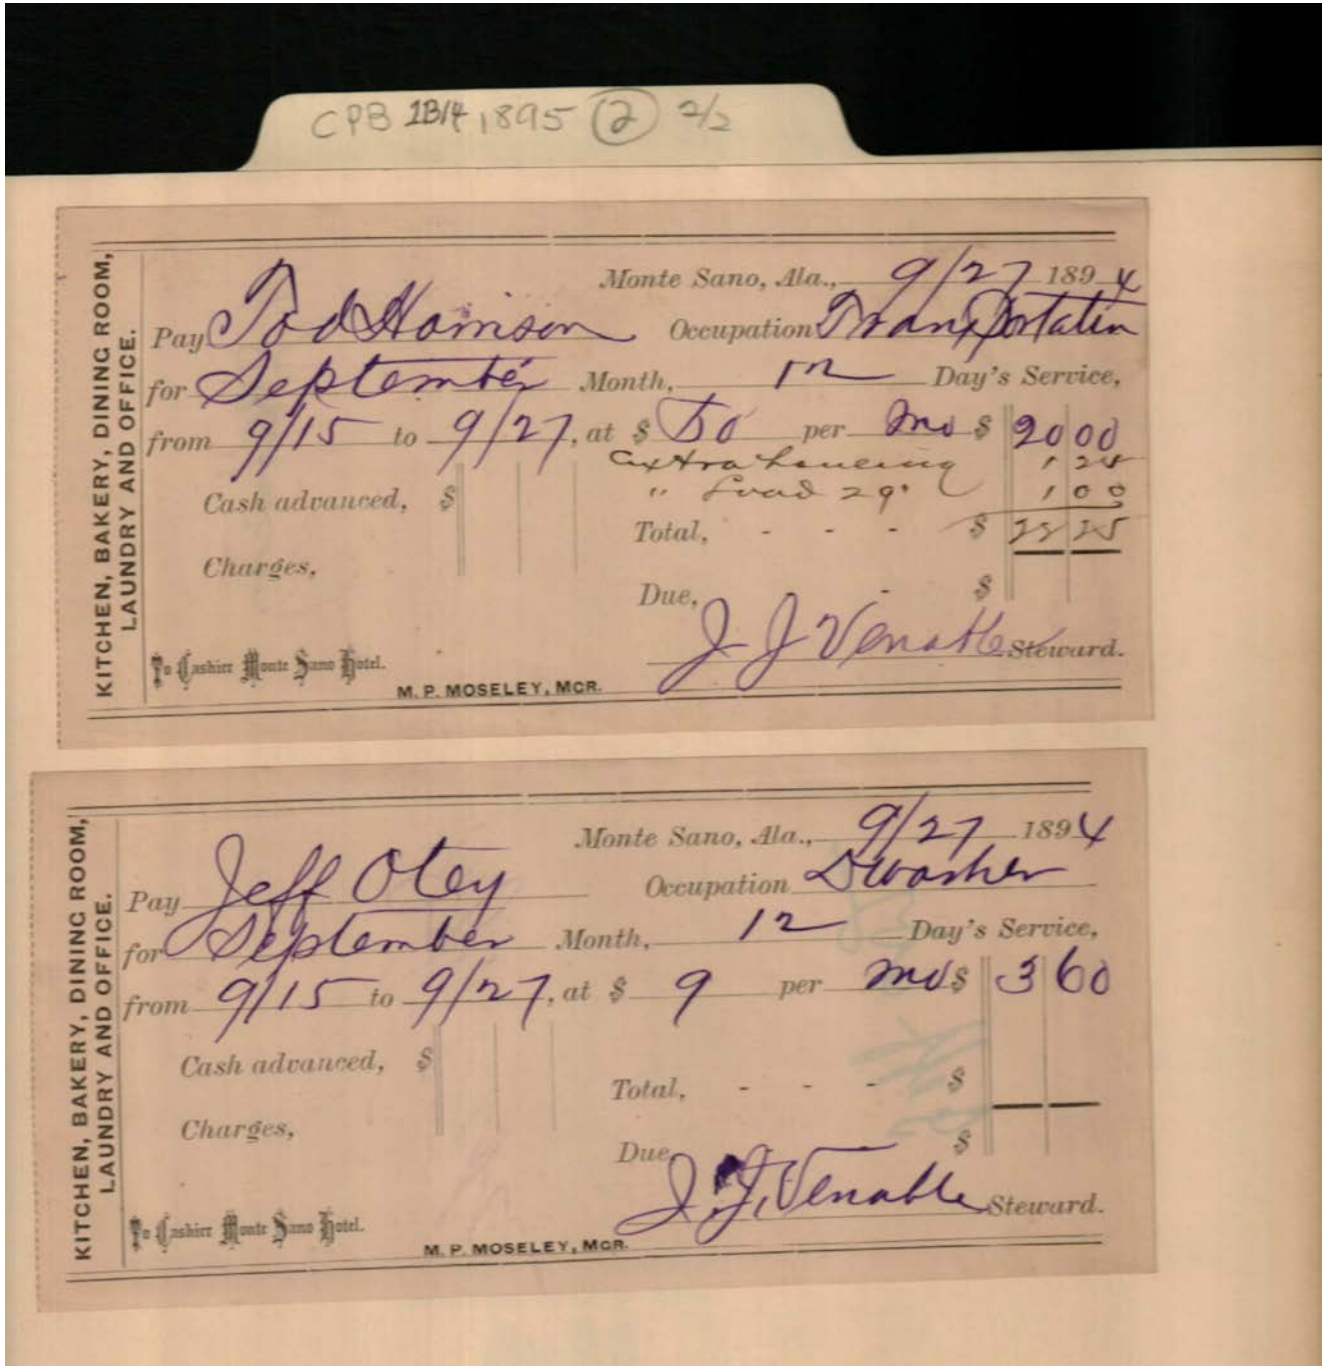 CPB 1B14 1895 (2) 2/2
KITCHEN, BAKERY, DINING ROOM,
LAUNDRY AND OFFICE.
Monte Sano, Ala., 9/27 1894
Pay Tod Harrison Occupation Transportatin
for September Month, 12 Day's Service,
from 9/15 to 9/27, at $ 50 per mo $ 20 00
extra 1 25
Cash advanced, $ " 29 1 00
Total, - - - $ 25
Charges,
Due, - $
J J Venable Steward.
To Cashier Monte Sano Hotel.
M. P. MOSELEY, MGR.
KITCHEN, BAKERY, DINING ROOM,
LAUNDRY AND OFFICE.
Monte Sano, Ala., 9/27 1894
Pay Jeff Otey Occupation Dwasher
for September Month, 12 Day's Service,
from 9/15 to 9/27, at $ 9 per mo $ 3 60
Cash advanced, $
Total, - - - $
Charges,
Due $
J. J. Venable Steward.
To Cashier Monte Sano Hotel.
M. P. MOSELEY, MGR.